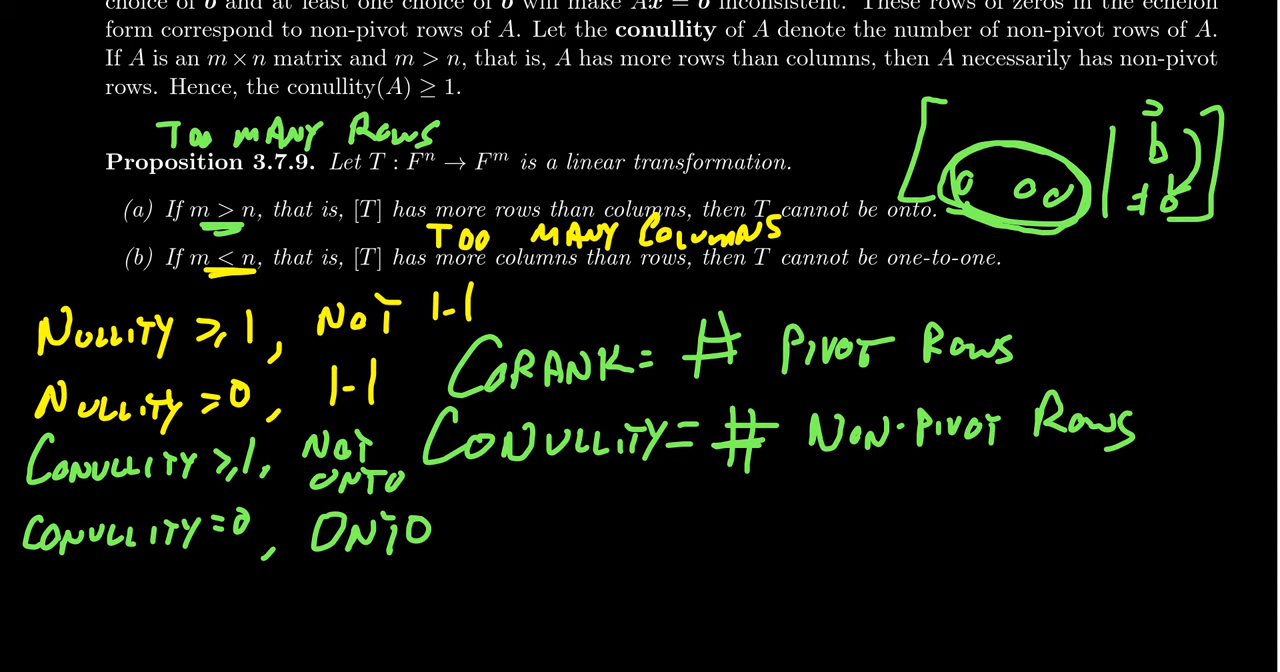 choice of b and at least one choice of b will make Ax = b inconsistent. These rows of zeros in the echelon
form correspond to non-pivot rows of A. Let the conullity of A denote the number of non-pivot rows of A.
If A is an m × n matrix and m > n, that is, A has more rows than columns, then A necessarily has non-pivot
rows. Hence, the conullity(A) ≥ 1.
TOO MANY ROWS
Proposition 3.7.9. Let T : Fⁿ → Fᵐ is a linear transformation.
(a) If m > n, that is, [T] has more rows than columns, then T cannot be onto.
TOO MANY COLUMNS
(b) If m < n, that is, [T] has more columns than rows, then T cannot be one-to-one.
b
0 0 0 ≠ 0
NULLITY ≥ 1, NOT 1-1
NULLITY = 0, 1-1
CONULLITY ≥ 1, NOT
ONTO
CONULLITY = 0, ONTO
CORANK = # PIVOT ROWS
CONULLITY = # NON-PIVOT ROWS